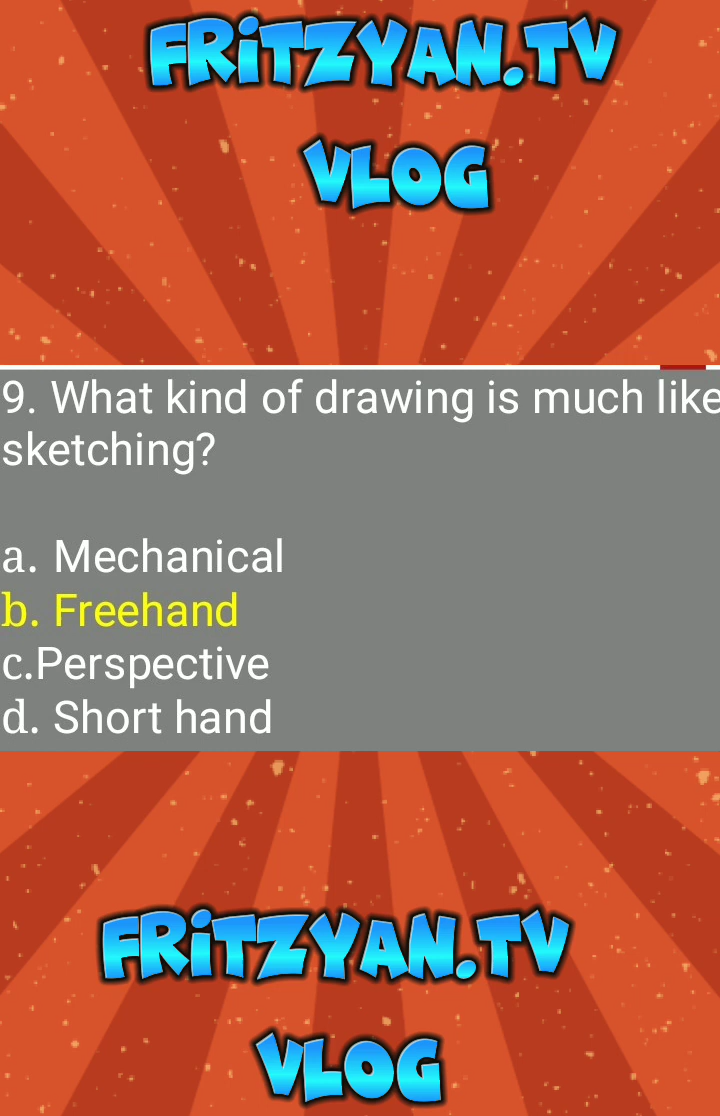 FRiTZYAN.TV
VLOG
9. What kind of drawing is much like
sketching?
a. Mechanical
b. Freehand
c.Perspective
d. Short hand
FRiTZYAN.TV
VLOG